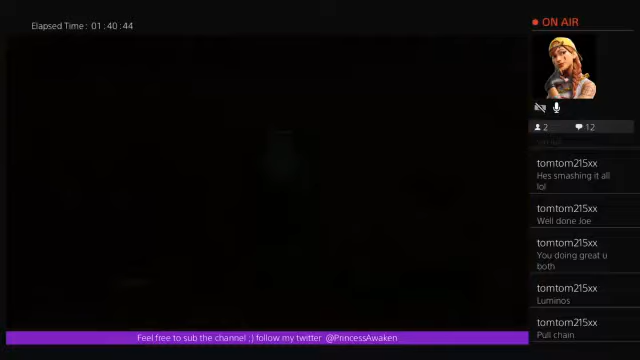 Elapsed Time : 01 : 40 : 44
ON AIR
2
12
tomtom215xx
Hes smashing it all
lol
tomtom215xx
Well done Joe
tomtom215xx
You doing great u
both
tomtom215xx
Luminos
tomtom215xx
Pull chain
Feel free to sub the channel ;) follow my twitter @PrincessAwaken